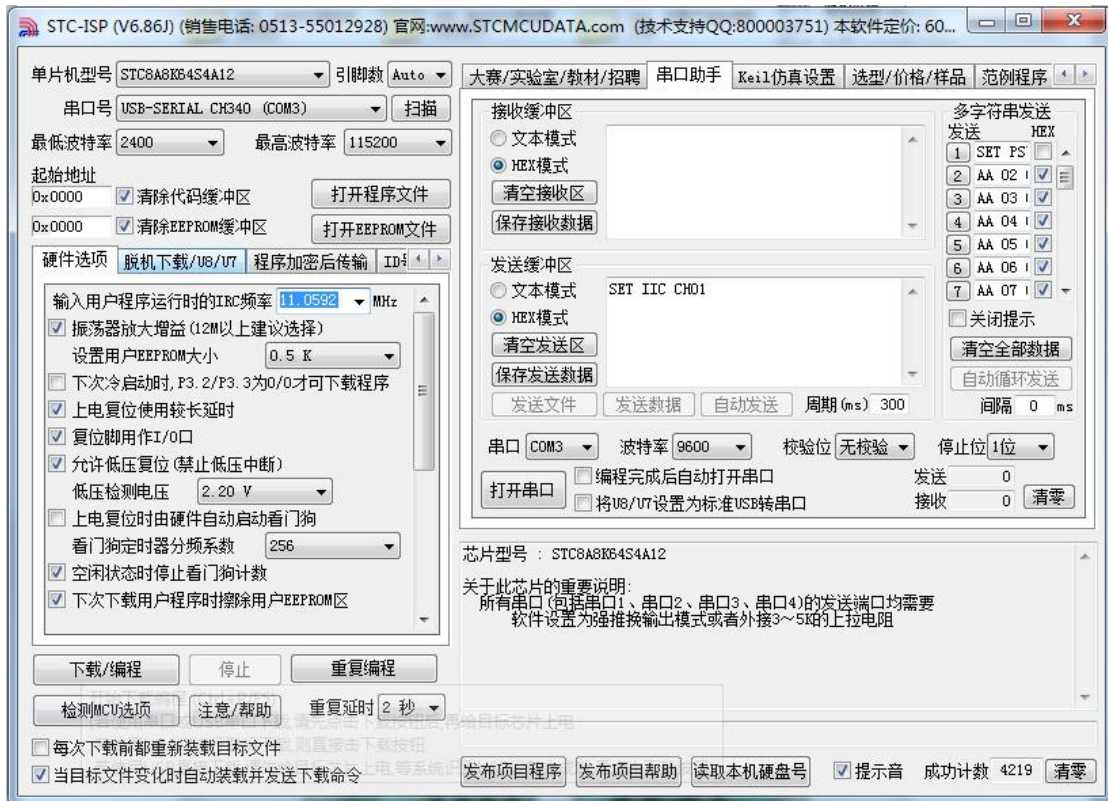 STC-ISP (V6.86J) (销售电话: 0513-55012928) 官网:www.STCMCUDATA.com (技术支持QQ:800003751) 本软件定价: 60...
单片机型号 STC8A8K64S4A12 引脚数 Auto
串口号 USB-SERIAL CH340 (COM3) 扫描
最低波特率 2400 最高波特率 115200
起始地址
0x0000 清除代码缓冲区 打开程序文件
0x0000 清除EEPROM缓冲区 打开EEPROM文件
硬件选项 脱机下载/U8/U7 程序加密后传输
输入用户程序运行时的IRC频率 11.0592 MHz
振荡器放大增益(12M以上建议选择)
设置用户EEPROM大小 0.5 K
下次冷启动时,P3.2/P3.3为0/0才可下载程序
上电复位使用较长延时
复位脚用作I/O口
允许低压复位(禁止低压中断)
低压检测电压 2.20 V
上电复位时由硬件自动启动看门狗
看门狗定时器分频系数 256
空闲状态时停止看门狗计数
下次下载用户程序时擦除用户EEPROM区
下载/编程 停止 重复编程
检测MCU选项 注意/帮助 重复延时 2 秒
每次下载前都重新装载目标文件
当目标文件变化时自动装载并发送下载命令
大赛/实验室/教材/招聘 串口助手 Keil仿真设置 选型/价格/样品 范例程序
接收缓冲区
文本模式
HEX模式
清空接收区
保存接收数据
多字符串发送
发送 HEX
1 SET PS
2 AA 02
3 AA 03
4 AA 04
5 AA 05
6 AA 06
7 AA 07
关闭提示
清空全部数据
自动循环发送
间隔 0 ms
发送缓冲区
文本模式 SET IIC CH01
HEX模式
清空发送区
保存发送数据
发送文件 发送数据 自动发送 周期(ms) 300
串口 COM3 波特率 9600 校验位 无校验 停止位 1位
打开串口 编程完成后自动打开串口 发送 0
将U8/U7设置为标准USB转串口 接收 0 清零
芯片型号 : STC8A8K64S4A12
关于此芯片的重要说明:
所有串口(包括串口1、串口2、串口3、串口4)的发送端口均需要
软件设置为强推挽输出模式或者外接3~5K的上拉电阻
发布项目程序 发布项目帮助 读取本机硬盘号 提示音 成功计数 4219 清零